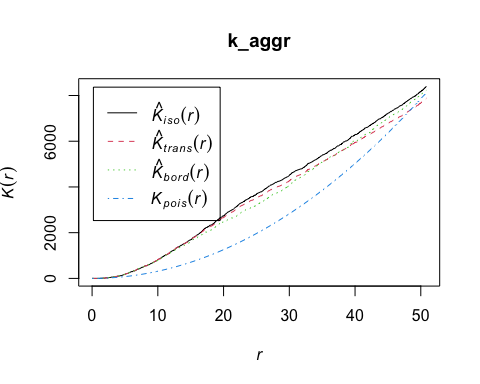 k_aggr
K̂iso(r)
K̂trans(r)
K̂bord(r)
Kpois(r)
K(r)
0 2000 6000
0 10 20 30 40 50
r